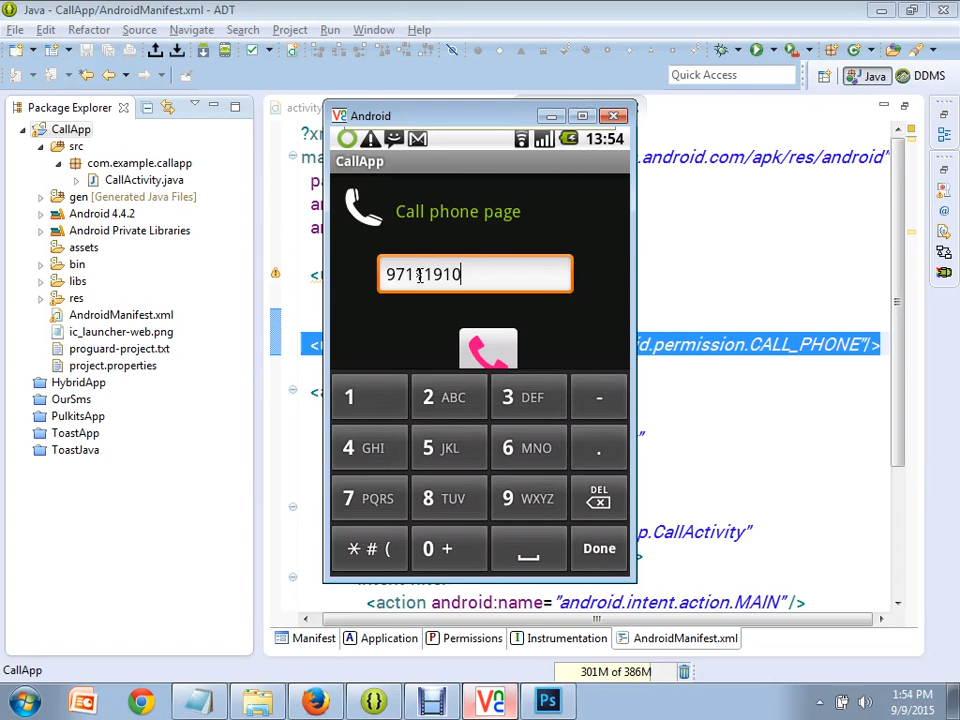 Java - CallApp/AndroidManifest.xml - ADT
File Edit Refactor Source Navigate Search Project Run Window Help
Quick Access
Java
DDMS
Package Explorer
CallApp
src
com.example.callapp
CallActivity.java
gen [Generated Java Files]
Android 4.4.2
Android Private Libraries
assets
bin
libs
res
AndroidManifest.xml
ic_launcher-web.png
proguard-project.txt
project.properties
HybridApp
OurSms
PulkitsApp
ToastApp
ToastJava
activity
.android.com/apk/res/android"
id.permission.CALL_PHONE"/>
p.CallActivity"
<action android:name="android.intent.action.MAIN" />
Android
13:54
CallApp
Call phone page
1
2 ABC
3 DEF
-
4 GHI
5 JKL
6 MNO
.
7 PQRS
8 TUV
9 WXYZ
DEL
* # (
0 +
Done
Manifest
A Application
P Permissions
I Instrumentation
AndroidManifest.xml
CallApp
301M of 386M
1:54 PM
9/9/2015